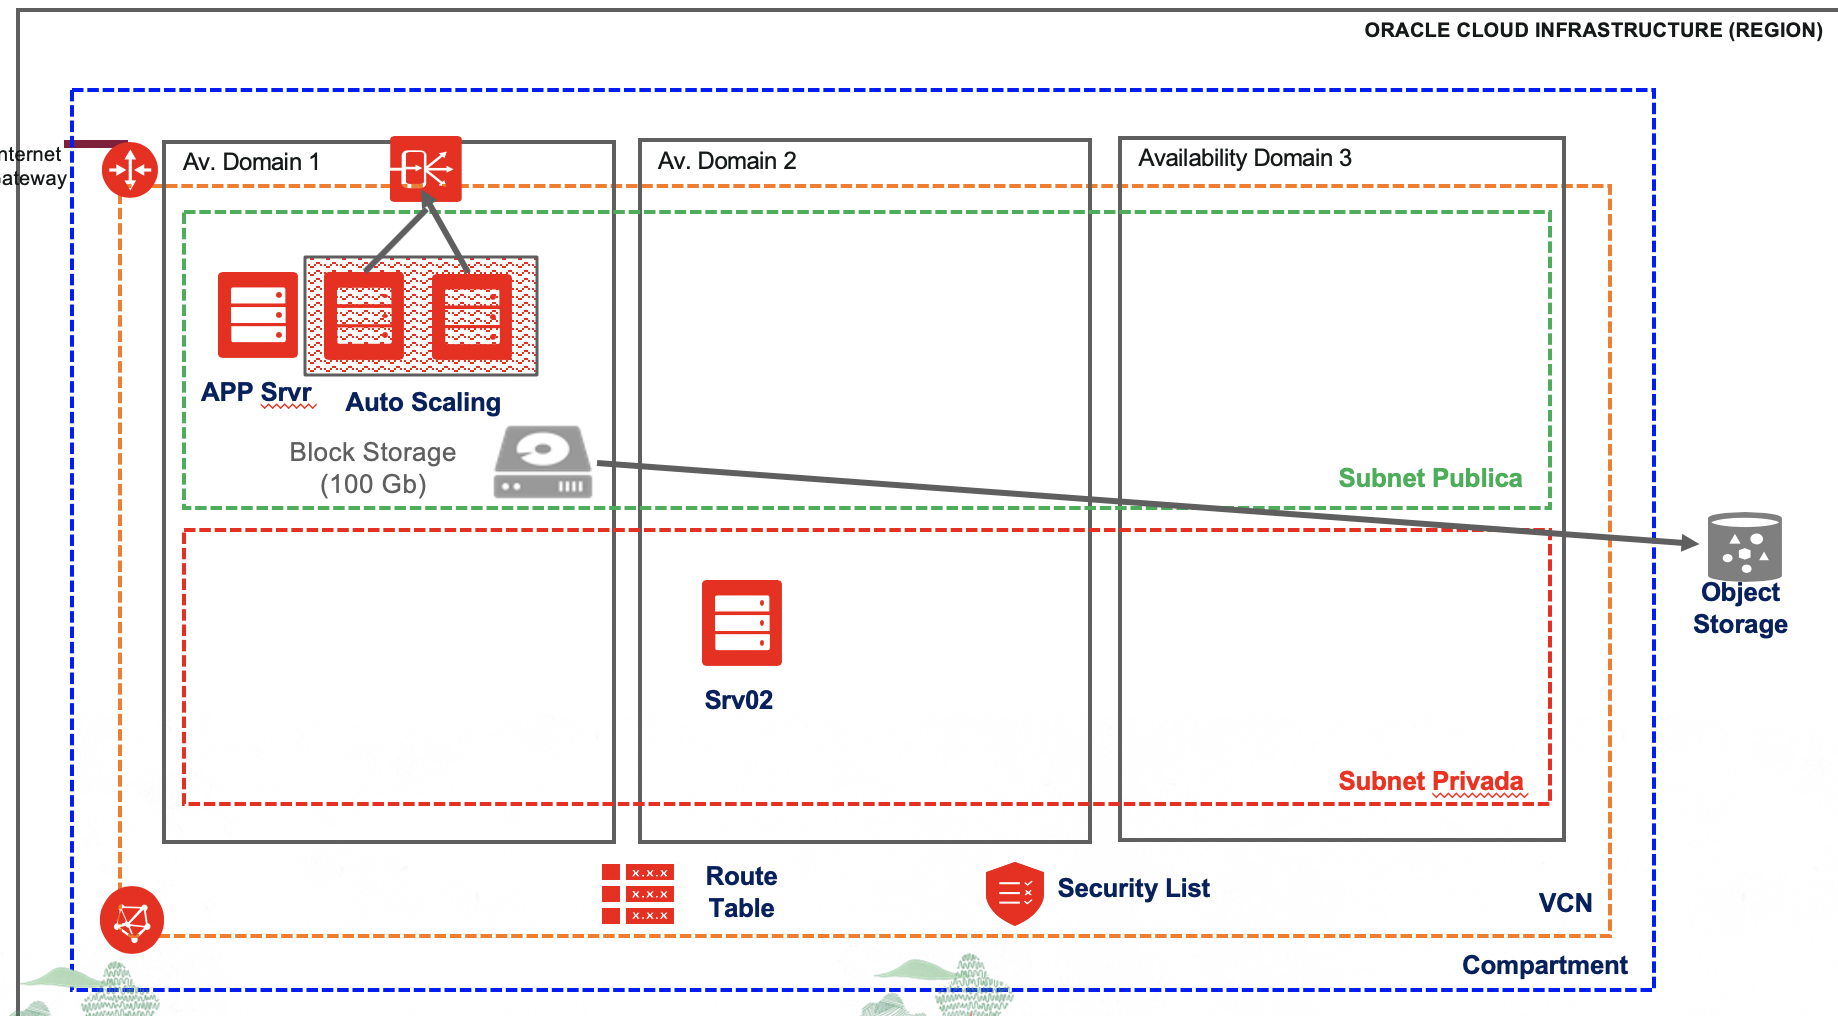 ORACLE CLOUD INFRASTRUCTURE (REGION)
nternet
ateway
Av. Domain 1
Av. Domain 2
Availability Domain 3
APP Srvr
Auto Scaling
Block Storage
(100 Gb)
Subnet Publica
Object
Storage
Srv02
Subnet Privada
x.x.x
x.x.x
x.x.x
Route
Table
Security List
VCN
Compartment